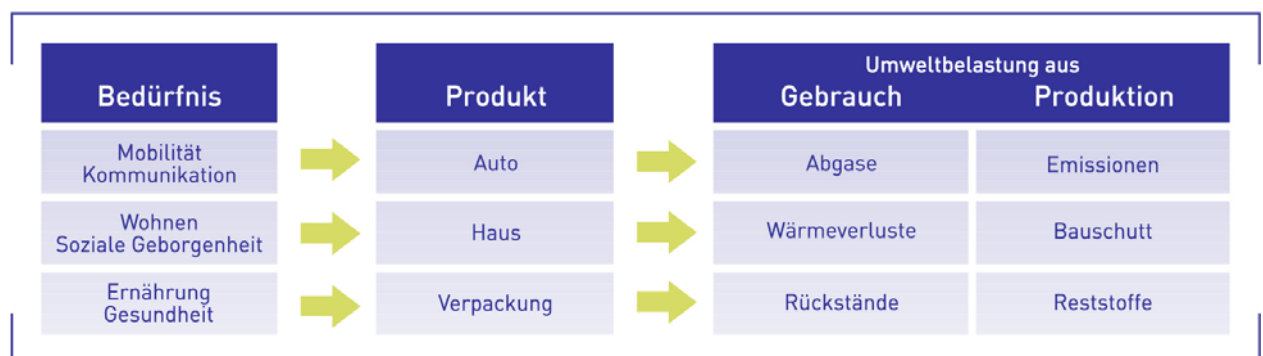 Umweltbelastung aus
Bedürfnis Produkt Gebrauch Produktion
Mobilität
Kommunikation
Auto Abgase Emissionen
Wohnen
Soziale Geborgenheit
Haus Wärmeverluste Bauschutt
Ernährung
Gesundheit
Verpackung Rückstände Reststoffe